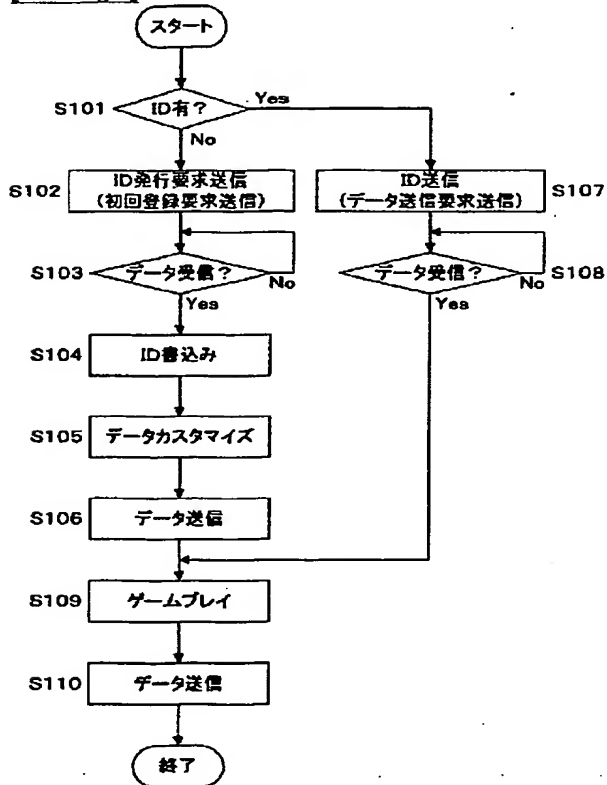 スタート
S101
ID有?
Yes
No
S102
ID発行要求送信
(初回登録要求送信)
ID送信
(データ送信要求送信)
S107
S103
データ受信?
No
Yes
データ受信?
No
S108
Yes
S104
ID書込み
S105
データカスタマイズ
S106
データ送信
S109
ゲームプレイ
S110
データ送信
終了